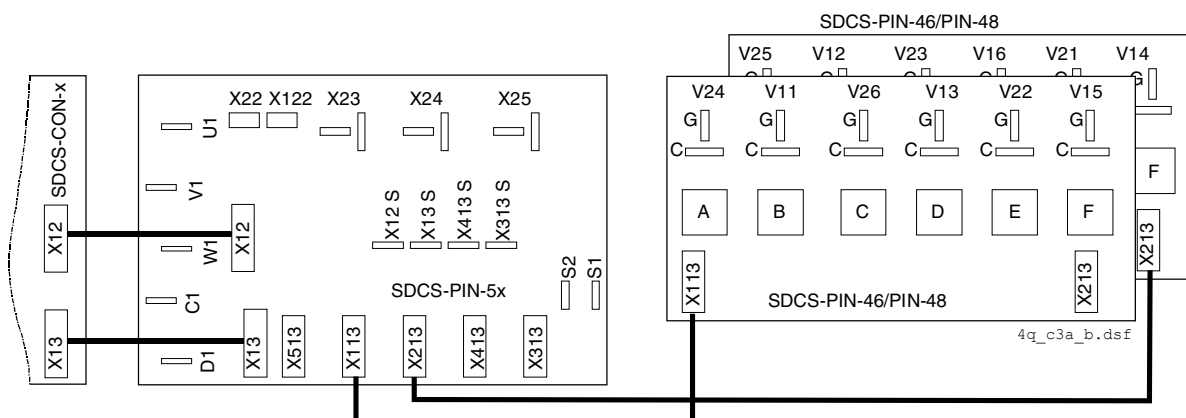 SDCS-PIN-46/PIN-48
V25 V12 V23 V16 V21 V14
G
F
X213
SDCS-CON-x
X12
X13
X22 X122 X23 X24 X25
U1
V1
W1
C1
D1
X12
X12 S
X13 S
X413 S
X313 S
S2
S1
SDCS-PIN-5x
X13
X513
X113
X213
X413
X313
V24 V11 V26 V13 V22 V15
G G G G G G
C C C C C C
A B C D E F
X113
X213
SDCS-PIN-46/PIN-48
4q_c3a_b.dsf